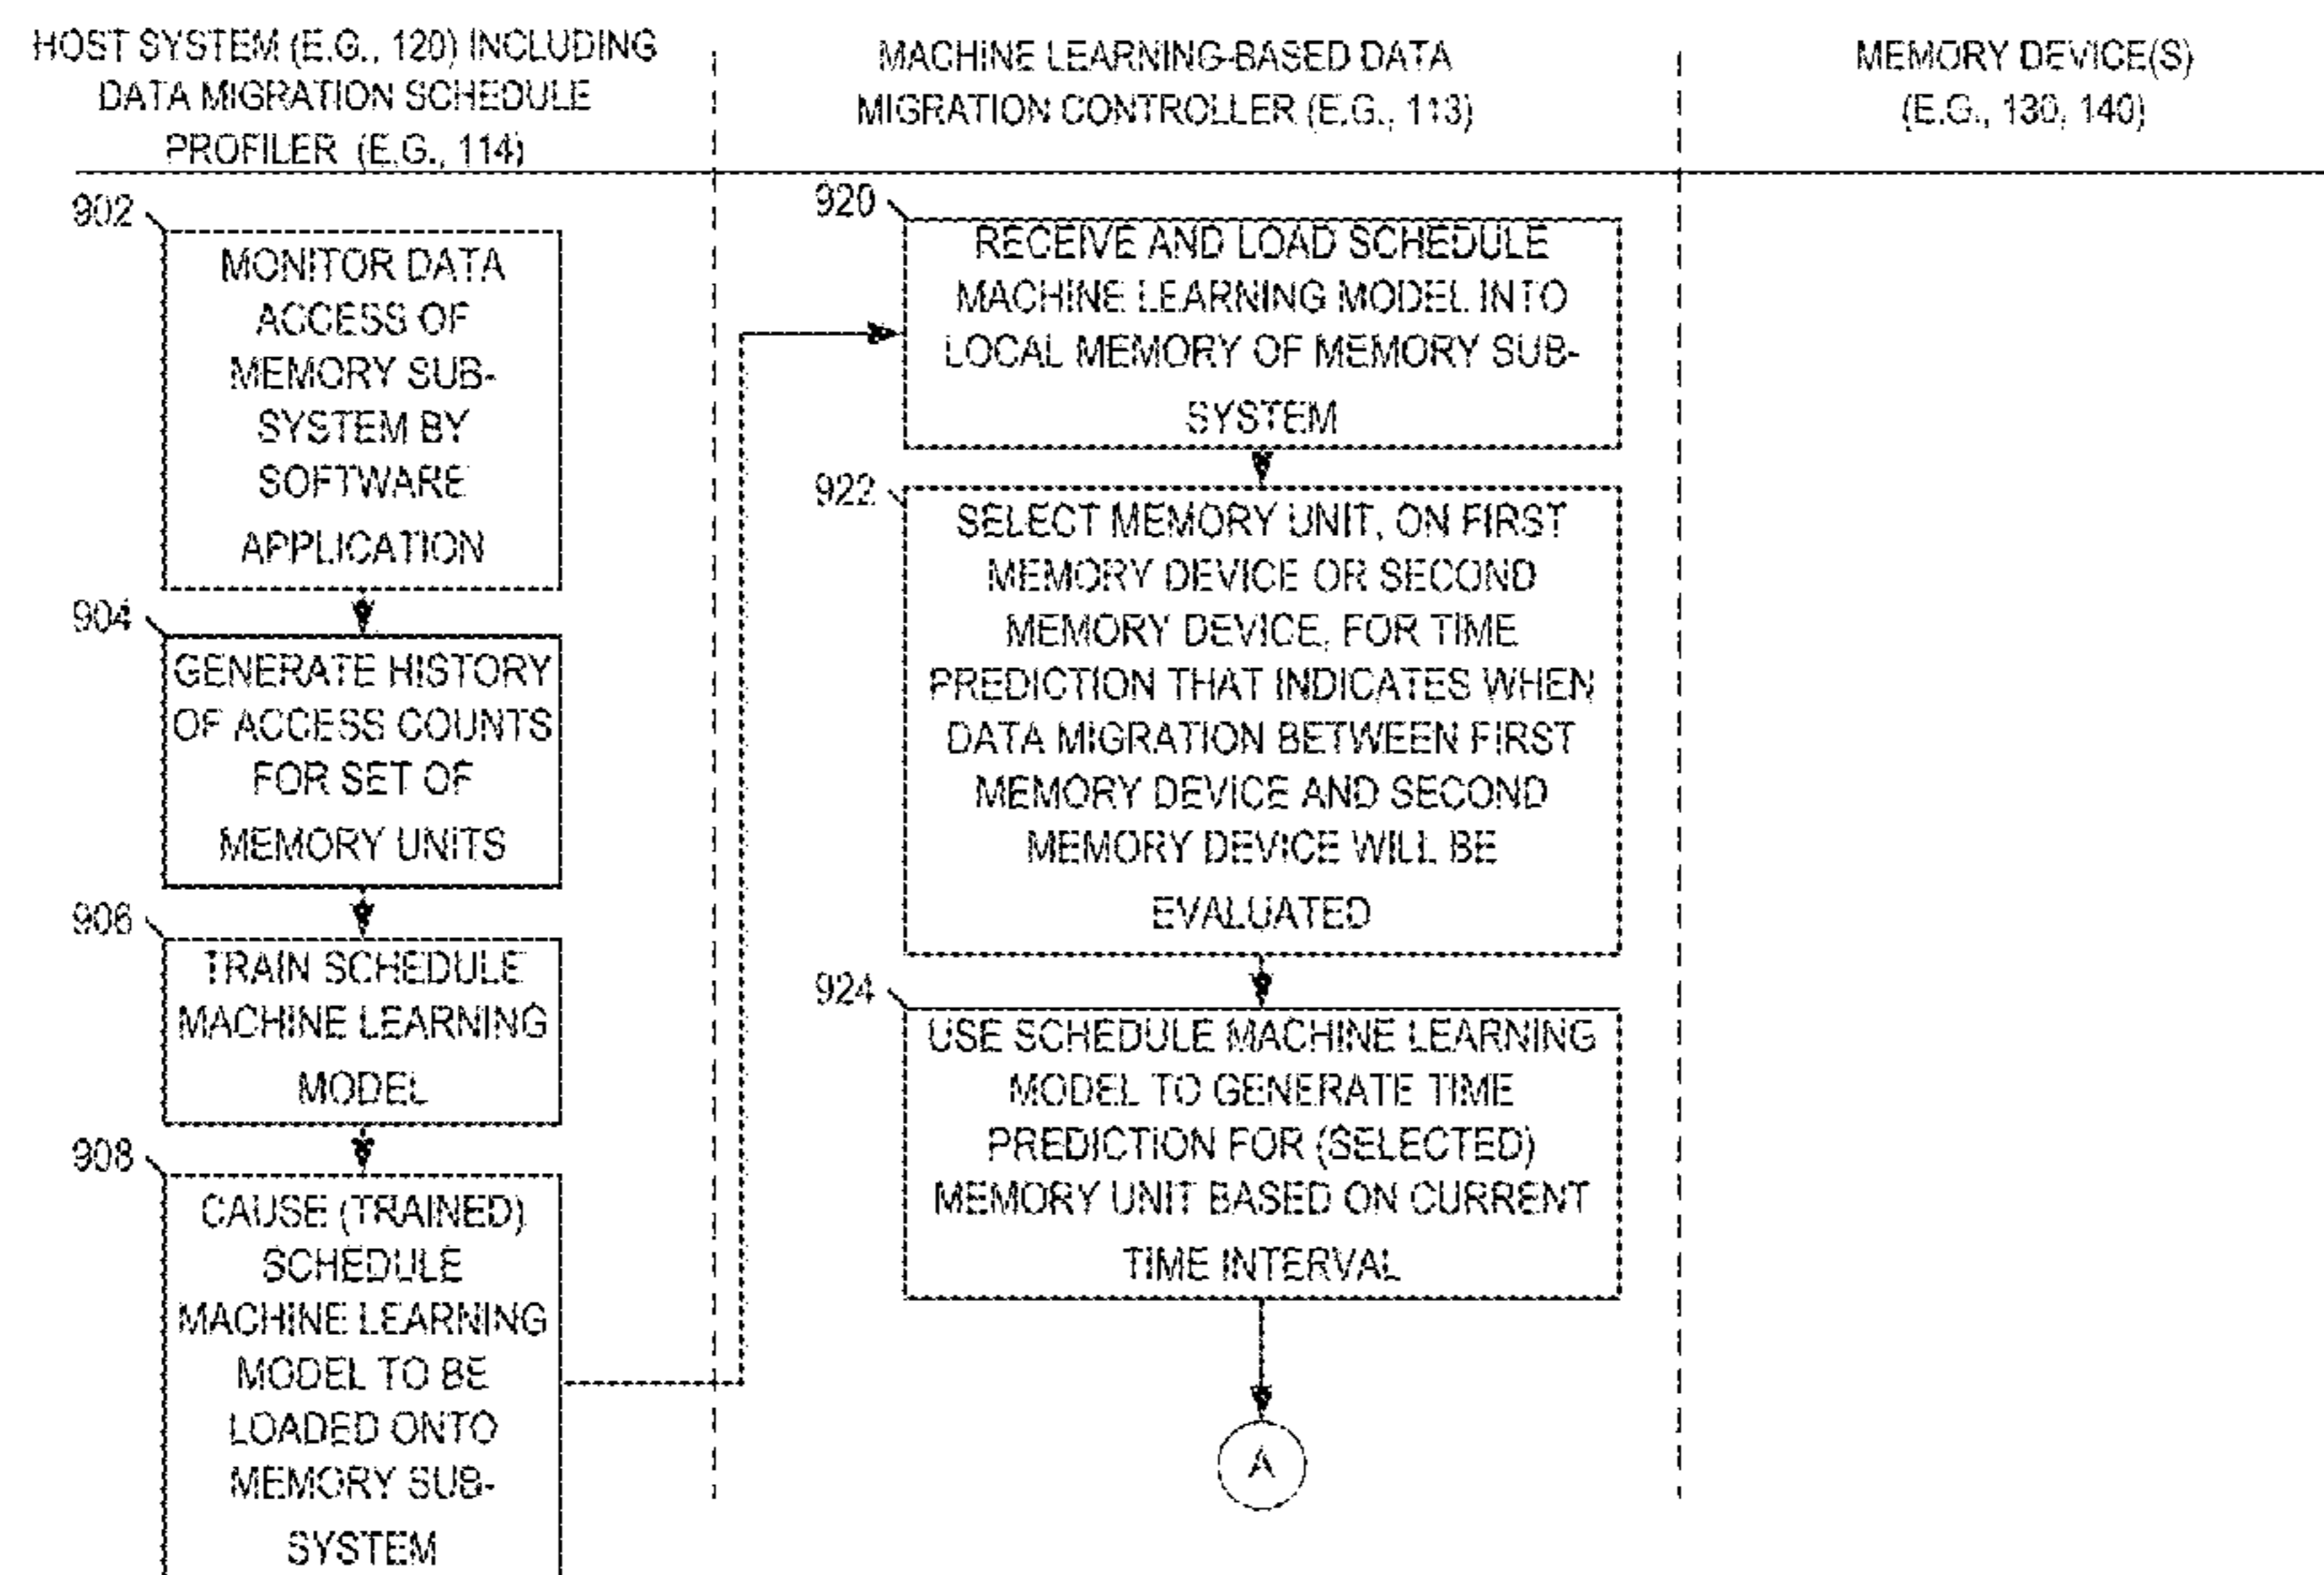 HOST SYSTEM (E.G., 120) INCLUDING
DATA MIGRATION SCHEDULE
PROFILER (E.G., 114)
MACHINE LEARNING-BASED DATA
MIGRATION CONTROLLER (E.G., 113)
MEMORY DEVICE(S)
(E.G., 130, 140)
902
MONITOR DATA
ACCESS OF
MEMORY SUB-
SYSTEM BY
SOFTWARE
APPLICATION
904
GENERATE HISTORY
OF ACCESS COUNTS
FOR SET OF
MEMORY UNITS
906
TRAIN SCHEDULE
MACHINE LEARNING
MODEL
908
CAUSE (TRAINED)
SCHEDULE
MACHINE LEARNING
MODEL TO BE
LOADED ONTO
MEMORY SUB-
SYSTEM
920
RECEIVE AND LOAD SCHEDULE
MACHINE LEARNING MODEL INTO
LOCAL MEMORY OF MEMORY SUB-
SYSTEM
922
SELECT MEMORY UNIT, ON FIRST
MEMORY DEVICE OR SECOND
MEMORY DEVICE, FOR TIME
PREDICTION THAT INDICATES WHEN
DATA MIGRATION BETWEEN FIRST
MEMORY DEVICE AND SECOND
MEMORY DEVICE WILL BE
EVALUATED
924
USE SCHEDULE MACHINE LEARNING
MODEL TO GENERATE TIME
PREDICTION FOR (SELECTED)
MEMORY UNIT BASED ON CURRENT
TIME INTERVAL
A